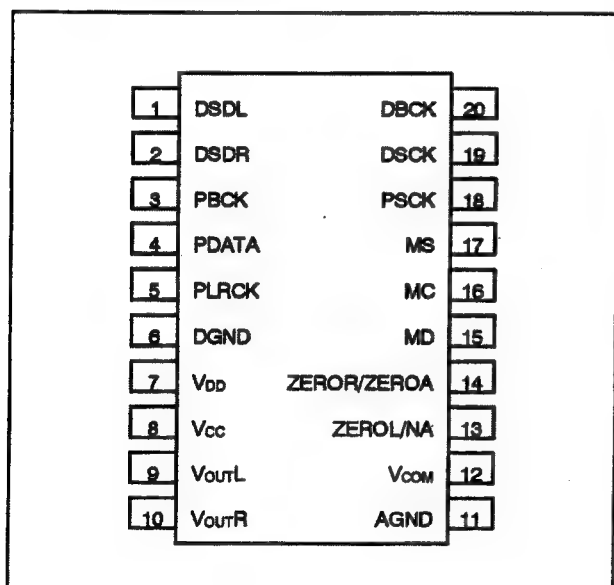 1 DSDL DBCK 20
2 DSDR DSCK 19
3 PBCK PSCK 18
4 PDATA MS 17
5 PLRCK MC 16
6 DGND MD 15
7 VDD ZEROR/ZEROA 14
8 VCC ZEROL/NA 13
9 VOUTL VCOM 12
10 VOUTR AGND 11